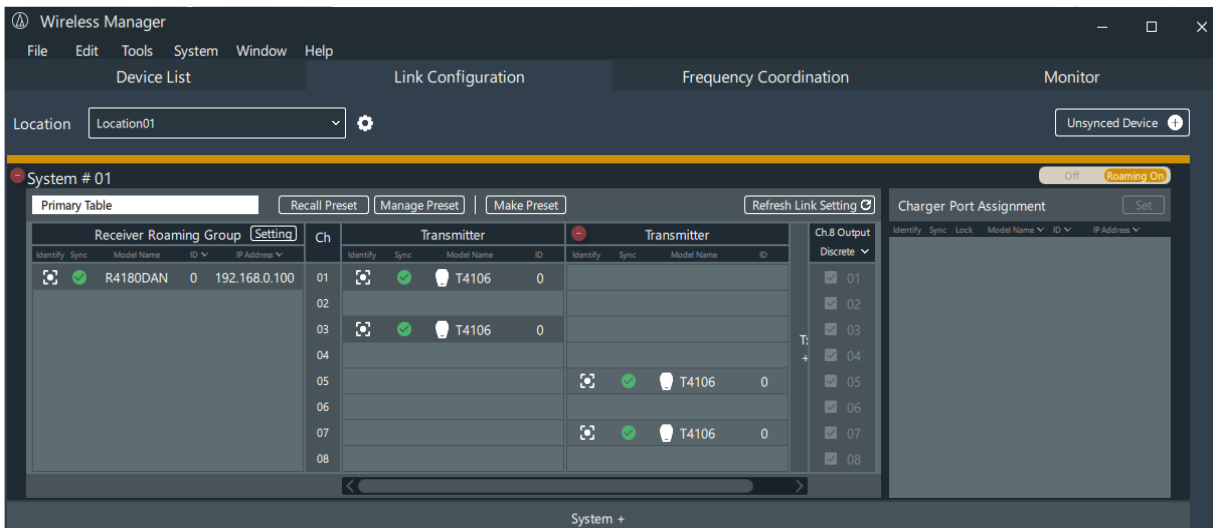 Wireless Manager
File Edit Tools System Window Help
Device List Link Configuration Frequency Coordination Monitor
Location Location01 Unsynced Device +
System # 01 Off Roaming On
Primary Table Recall Preset Manage Preset Make Preset Refresh Link Setting Charger Port Assignment Set
Receiver Roaming Group Setting Ch Transmitter Transmitter Ch.8 Output
Identify Sync Model Name ID IP Address Identify Sync Model Name ID Identify Sync Model Name ID Discrete Identify Sync Lock Model Name ID IP Address
R4180DAN 0 192.168.0.100 01 T4106 0 01
02 02
03 T4106 0 03
T:
04 + 04
05 T4106 0 05
06 06
07 T4106 0 07
08 08
System +